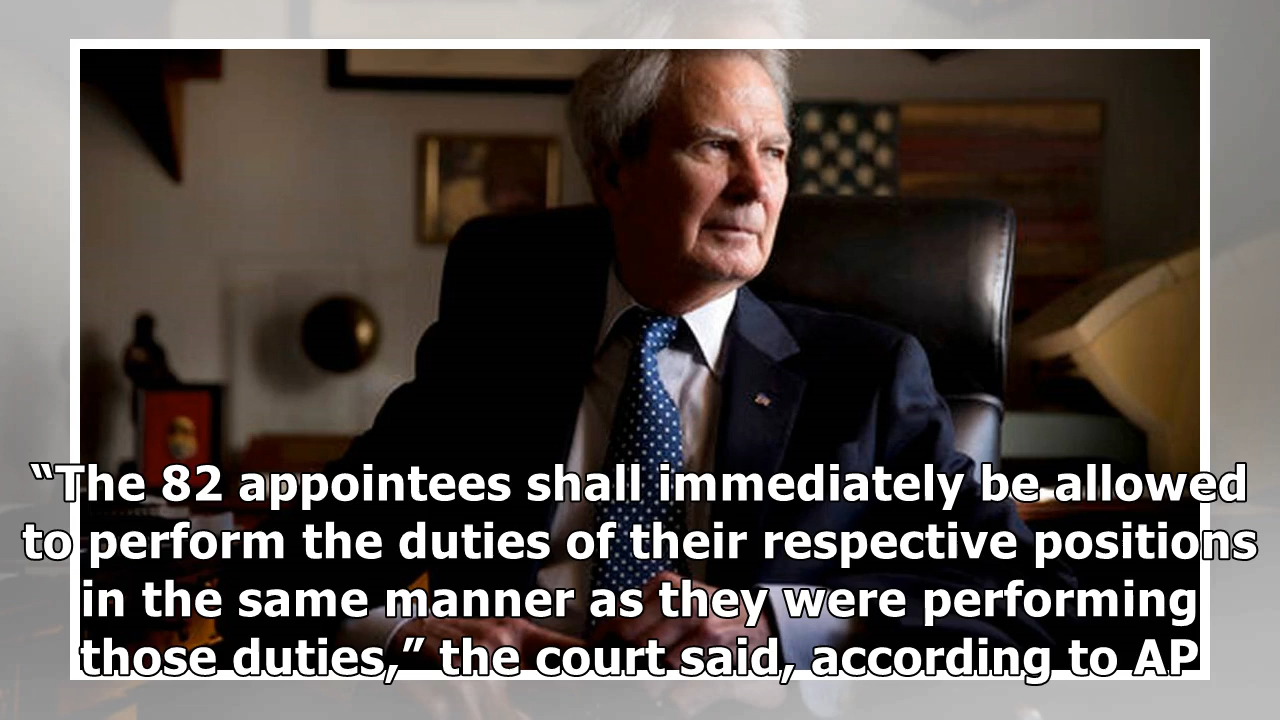 “The 82 appointees shall immediately be allowed
to perform the duties of their respective positions
in the same manner as they were performing
those duties,” the court said, according to AP